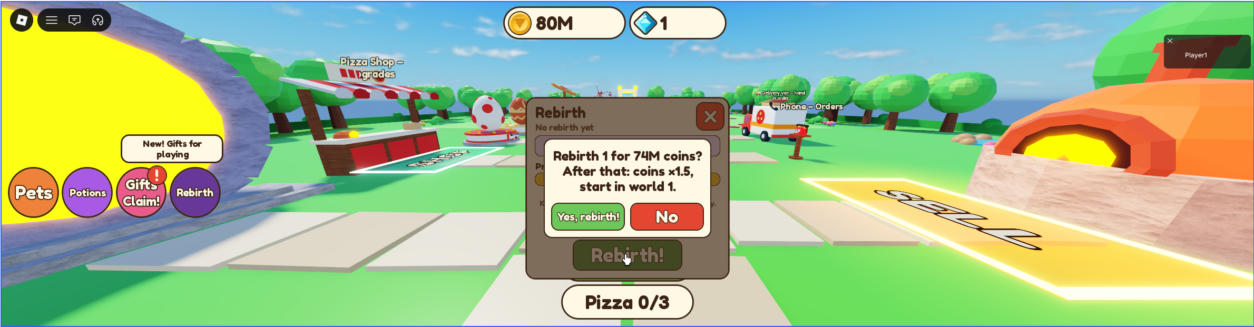 80M
1
Player1
Pizza Shop –
grades
Phone – Orders
New! Gifts for
playing
Pets
Potions
Gifts
Claim!
!
Rebirth
Rebirth
No rebirth yet
Rebirth 1 for 74M coins?
After that: coins ×1.5,
start in world 1.
Yes, rebirth!
No
Rebirth!
SELL
Pizza 0/3